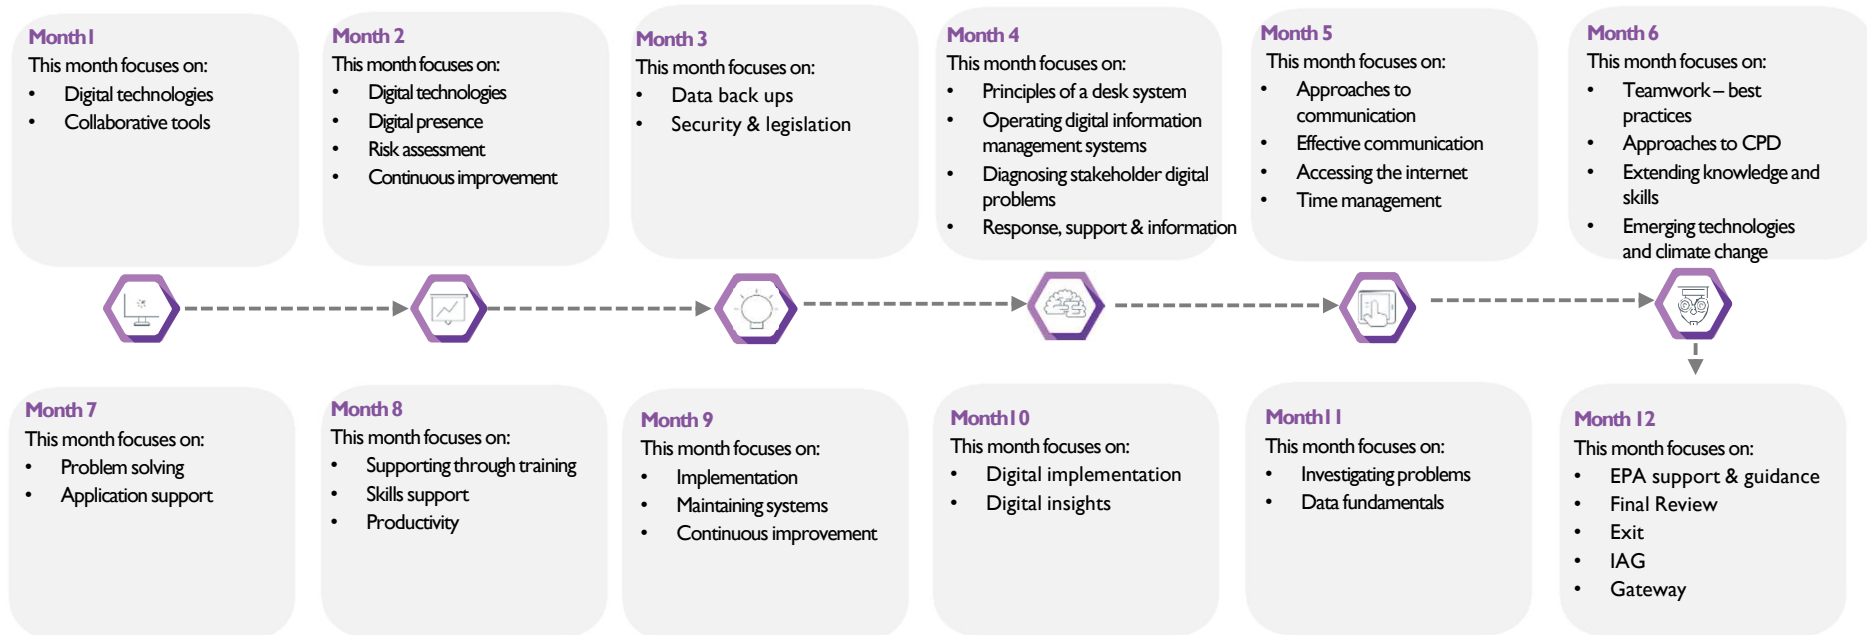 Month 1
This month focuses on:
• Digital technologies
• Collaborative tools
Month 2
This month focuses on:
• Digital technologies
• Digital presence
• Risk assessment
• Continuous improvement
Month 3
This month focuses on:
• Data back ups
• Security & legislation
Month 4
This month focuses on:
• Principles of a desk system
• Operating digital information
management systems
• Diagnosing stakeholder digital
problems
• Response, support & information
Month 5
This month focuses on:
• Approaches to
communication
• Effective communication
• Accessing the internet
• Time management
Month 6
This month focuses on:
• Teamwork – best
practices
• Approaches to CPD
• Extending knowledge and
skills
• Emerging technologies
and climate change
Month 7
This month focuses on:
• Problem solving
• Application support
Month 8
This month focuses on:
• Supporting through training
• Skills support
• Productivity
Month 9
This month focuses on:
• Implementation
• Maintaining systems
• Continuous improvement
Month10
This month focuses on:
• Digital implementation
• Digital insights
Month11
This month focuses on:
• Investigating problems
• Data fundamentals
Month 12
This month focuses on:
• EPA support & guidance
• Final Review
• Exit
• IAG
• Gateway